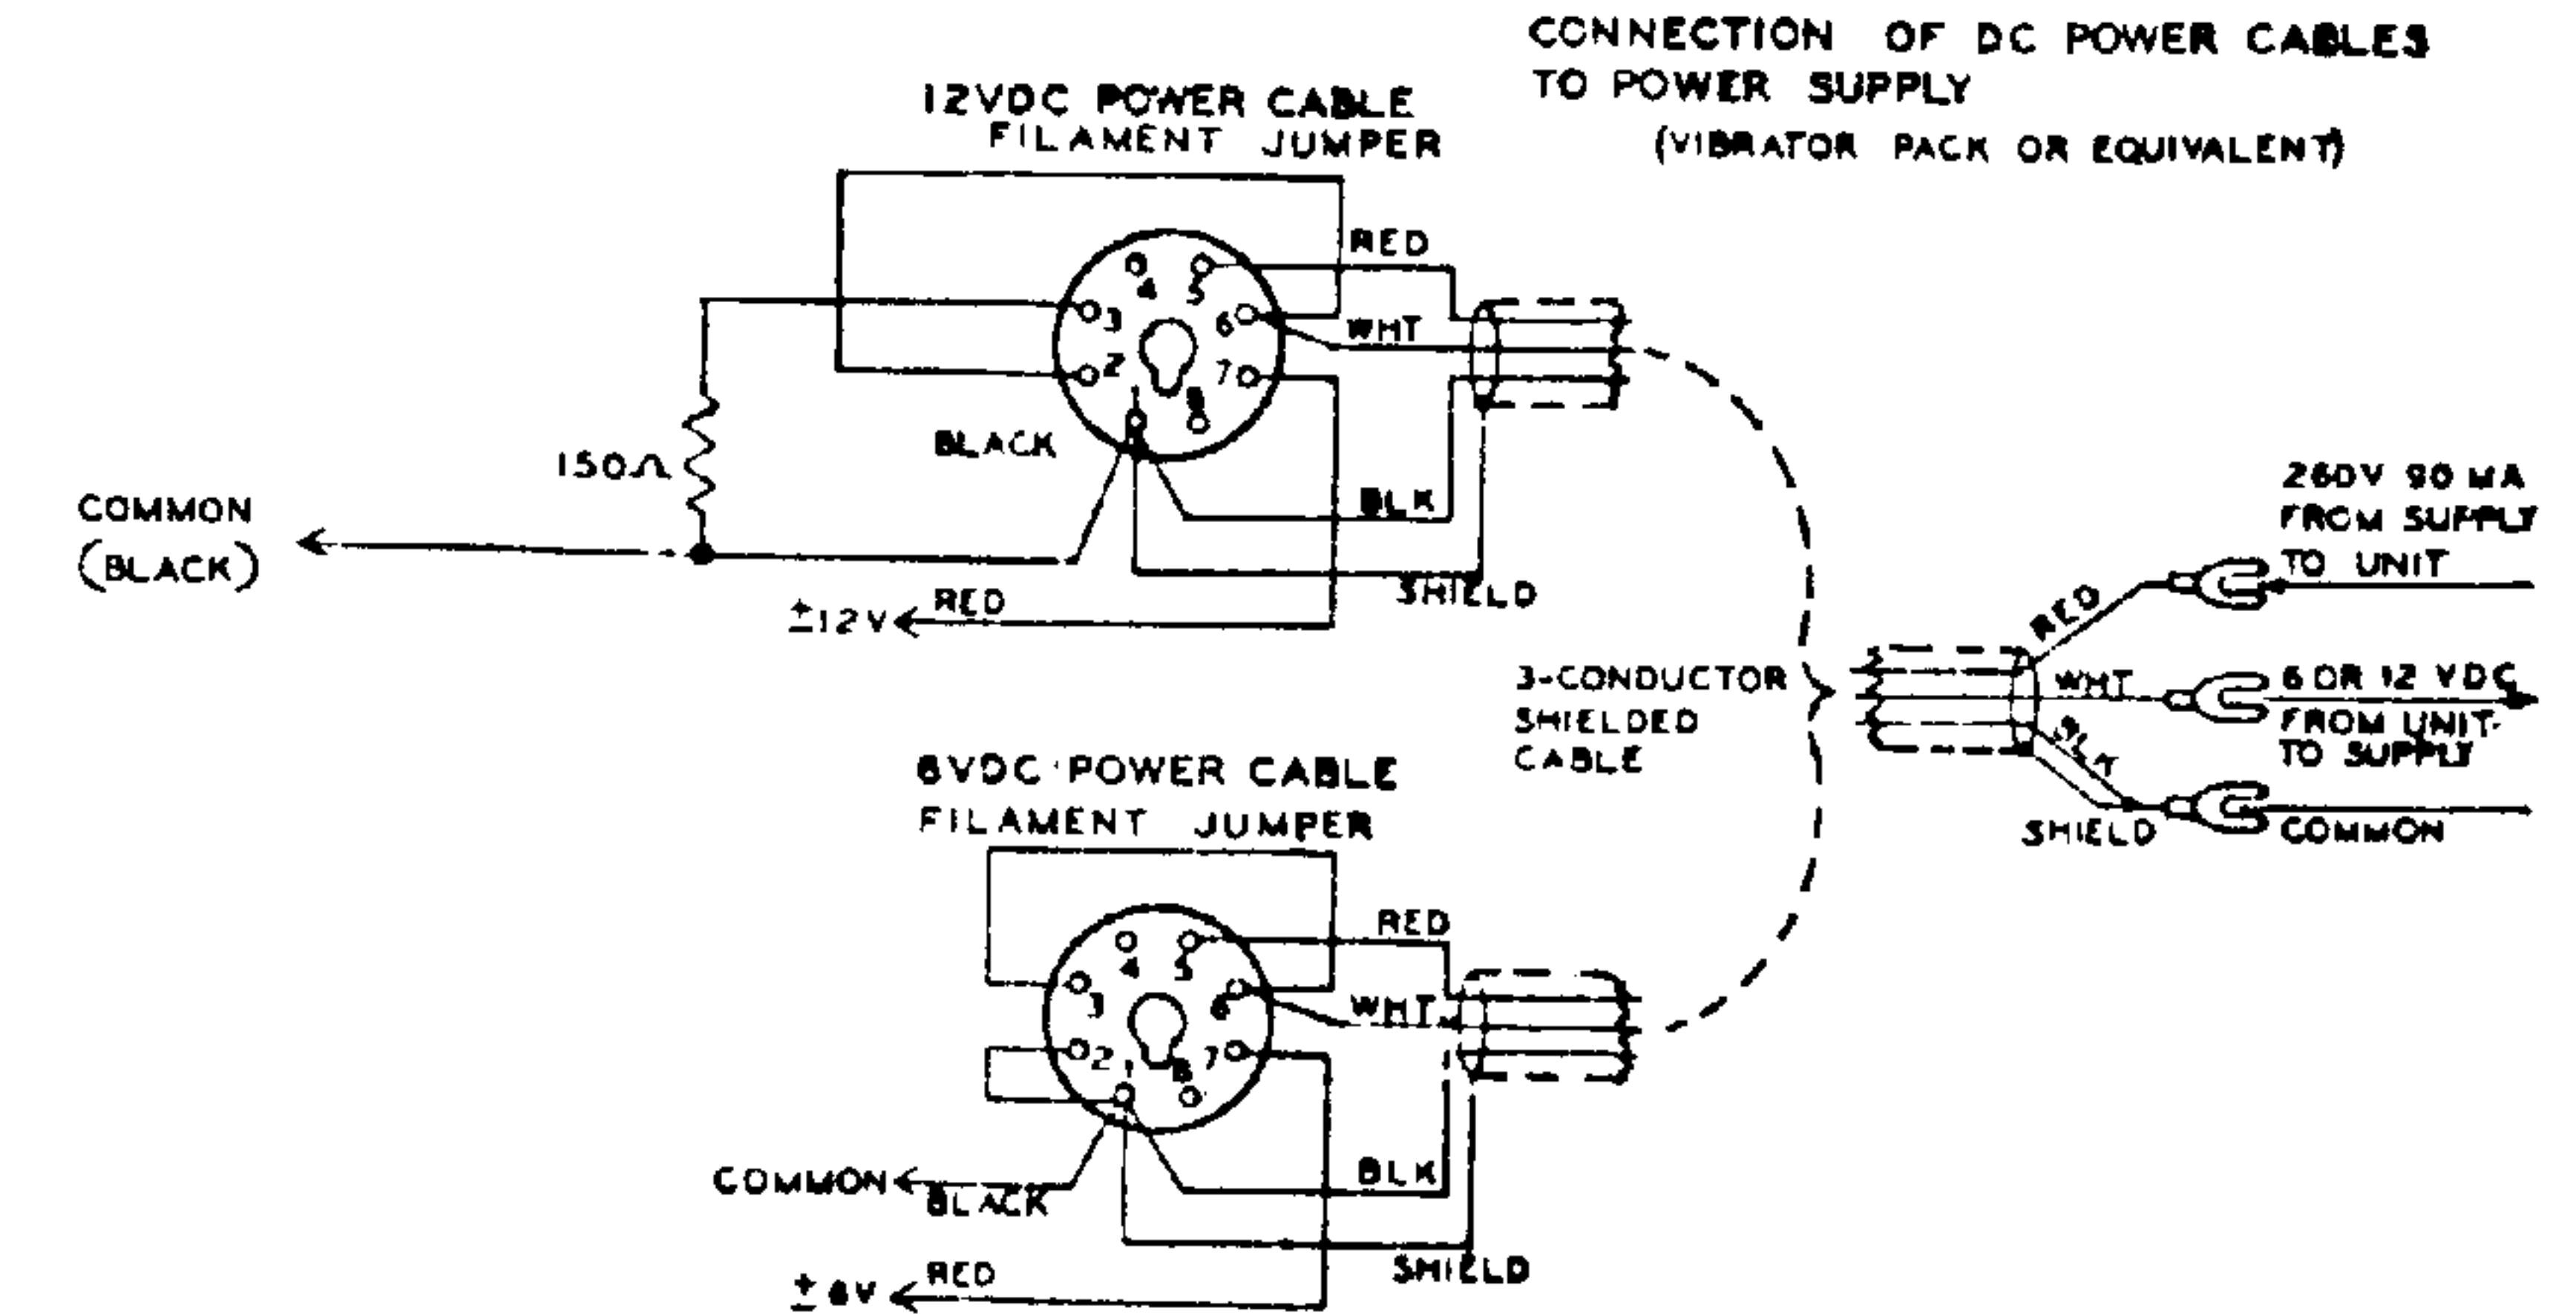 CONNECTION OF DC POWER CABLES
TO POWER SUPPLY
(VIBRATOR PACK OR EQUIVALENT)
12VDC POWER CABLE
FILAMENT JUMPER
RED
4 5
3 6
WHT
2 7
1 8
BLACK
150Ω
BLK
COMMON
(BLACK)
SHIELD
±12V
RED
260V 90 MA
FROM SUPPLY
TO UNIT
RED
WHT
6 OR 12 VDC
FROM UNIT
TO SUPPLY
BLK
SHIELD
COMMON
3-CONDUCTOR
SHIELDED
CABLE
6VDC POWER CABLE
FILAMENT JUMPER
RED
4 5
3 6
WHT
2 7
1 8
BLK
COMMON
BLACK
SHIELD
±6V
RED